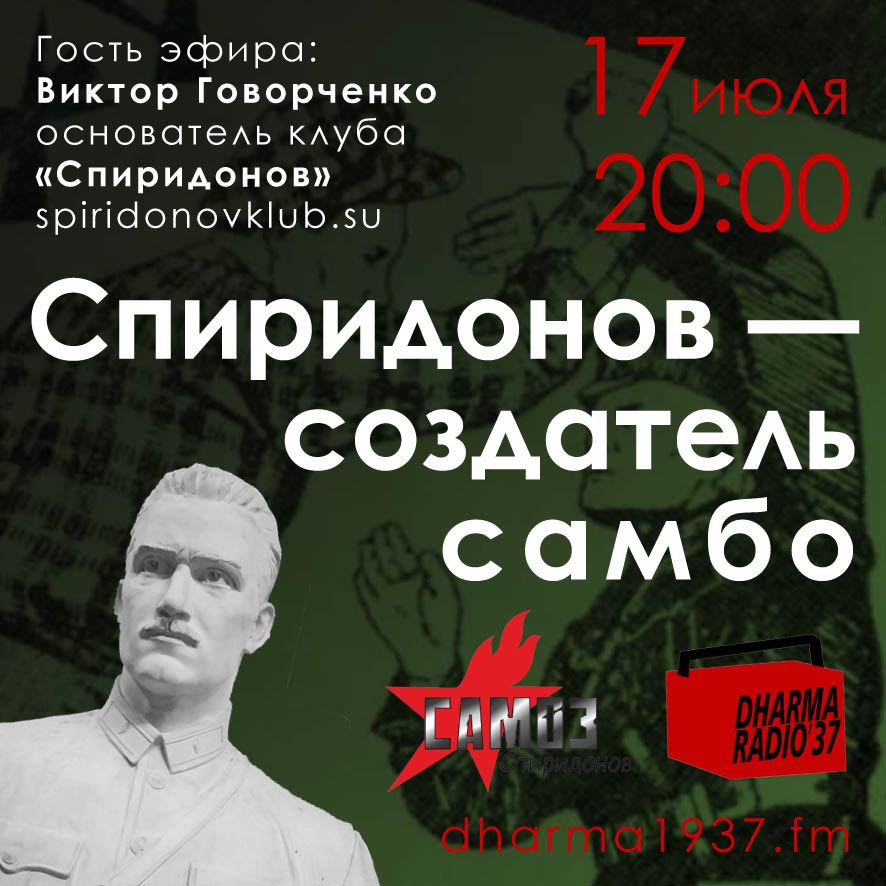 Гость эфира:
Виктор Говорченко
основатель клуба
«Спиридонов»
spiridonovklub.su
17 июля
20:00
Спиридонов —
создатель
самбо
САМОЗ
Спиридонов
DHARMA
RADIO'37
dharma1937.fm